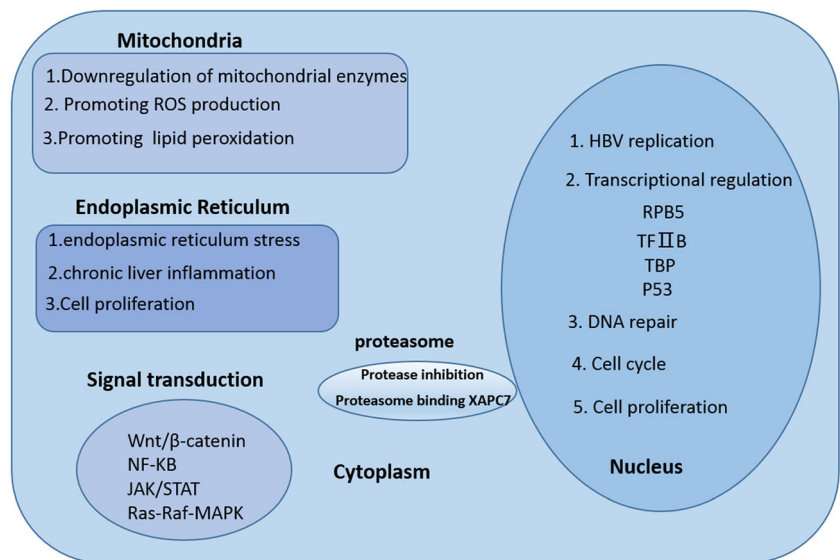 Mitochondria
1.Downregulation of mitochondrial enzymes
2. Promoting ROS production
3.Promoting lipid peroxidation
Endoplasmic Reticulum
1.endoplasmic reticulum stress
2.chronic liver inflammation
3.Cell proliferation
Signal transduction
Wnt/β-catenin
NF-KB
JAK/STAT
Ras-Raf-MAPK
proteasome
Protease inhibition
Proteasome binding XAPC7
Cytoplasm
1. HBV replication
2. Transcriptional regulation
RPB5
TFⅡB
TBP
P53
3. DNA repair
4. Cell cycle
5. Cell proliferation
Nucleus